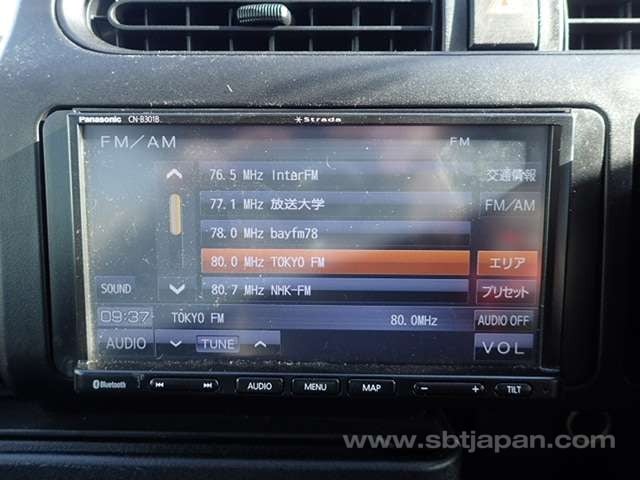 Panasonic CN-B301B Strada
FM/AM FM
76.5 MHz InterFM 交通情報
77.1 MHz 放送大学 FM/AM
78.0 MHz bayfm78
80.0 MHz TOKYO FM エリア
SOUND 80.7 MHz NHK-FM プリセット
09:37 TOKYO FM 80.0MHz AUDIO OFF
AUDIO TUNE VOL
Bluetooth AUDIO MENU MAP − + TILT
www.sbtjapan.com